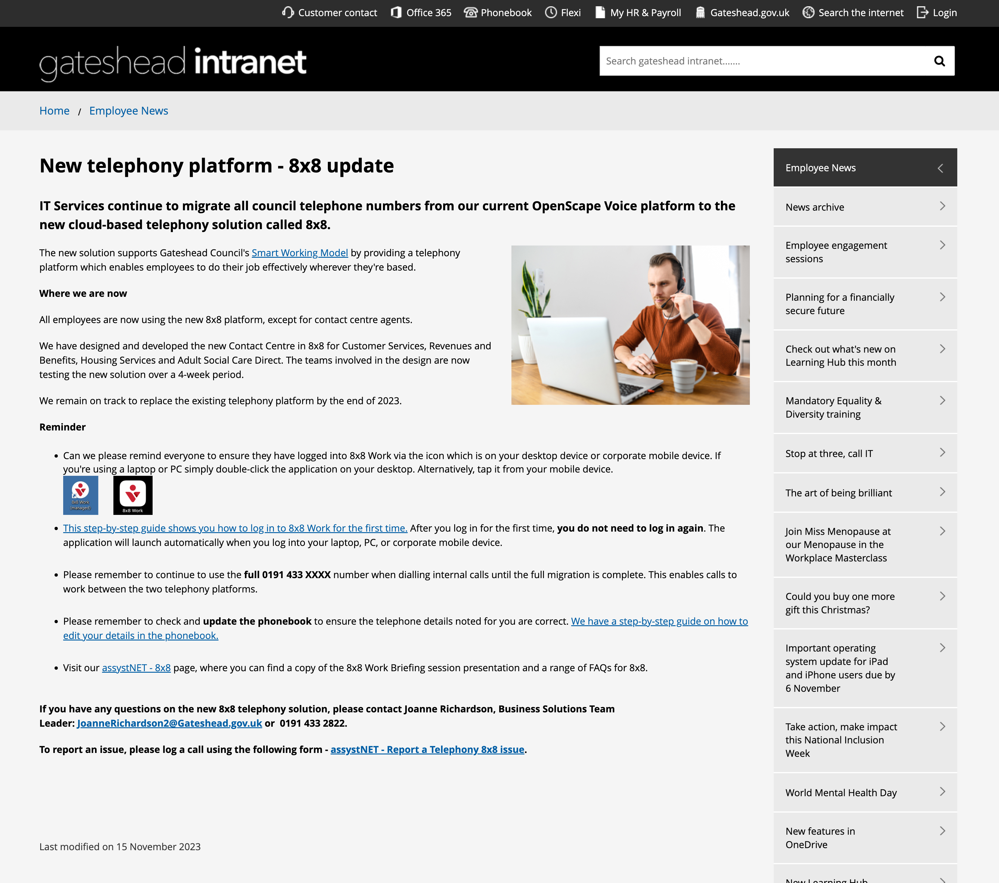 Customer contact Office 365 Phonebook Flexi My HR & Payroll Gateshead.gov.uk Search the internet Login
gateshead intranet
Search gateshead intranet.......
Home / Employee News
New telephony platform - 8x8 update
IT Services continue to migrate all council telephone numbers from our current OpenScape Voice platform to the
new cloud-based telephony solution called 8x8.
The new solution supports Gateshead Council's Smart Working Model by providing a telephony
platform which enables employees to do their job effectively wherever they're based.
Where we are now
All employees are now using the new 8x8 platform, except for contact centre agents.
We have designed and developed the new Contact Centre in 8x8 for Customer Services, Revenues and
Benefits, Housing Services and Adult Social Care Direct. The teams involved in the design are now
testing the new solution over a 4-week period.
We remain on track to replace the existing telephony platform by the end of 2023.
Reminder
• Can we please remind everyone to ensure they have logged into 8x8 Work via the icon which is on your desktop device or corporate mobile device. If
you're using a laptop or PC simply double-click the application on your desktop. Alternatively, tap it from your mobile device.
8x8 Work
(managed)
8x8 Work
• This step-by-step guide shows you how to log in to 8x8 Work for the first time. After you log in for the first time, you do not need to log in again. The
application will launch automatically when you log into your laptop, PC, or corporate mobile device.
• Please remember to continue to use the full 0191 433 XXXX number when dialling internal calls until the full migration is complete. This enables calls to
work between the two telephony platforms.
• Please remember to check and update the phonebook to ensure the telephone details noted for you are correct. We have a step-by-step guide on how to
edit your details in the phonebook.
• Visit our assystNET - 8x8 page, where you can find a copy of the 8x8 Work Briefing session presentation and a range of FAQs for 8x8.
If you have any questions on the new 8x8 telephony solution, please contact Joanne Richardson, Business Solutions Team
Leader: JoanneRichardson2@Gateshead.gov.uk or 0191 433 2822.
To report an issue, please log a call using the following form - assystNET - Report a Telephony 8x8 issue.
Last modified on 15 November 2023
Employee News
News archive
Employee engagement
sessions
Planning for a financially
secure future
Check out what's new on
Learning Hub this month
Mandatory Equality &
Diversity training
Stop at three, call IT
The art of being brilliant
Join Miss Menopause at
our Menopause in the
Workplace Masterclass
Could you buy one more
gift this Christmas?
Important operating
system update for iPad
and iPhone users due by
6 November
Take action, make impact
this National Inclusion
Week
World Mental Health Day
New features in
OneDrive
New Learning Hub